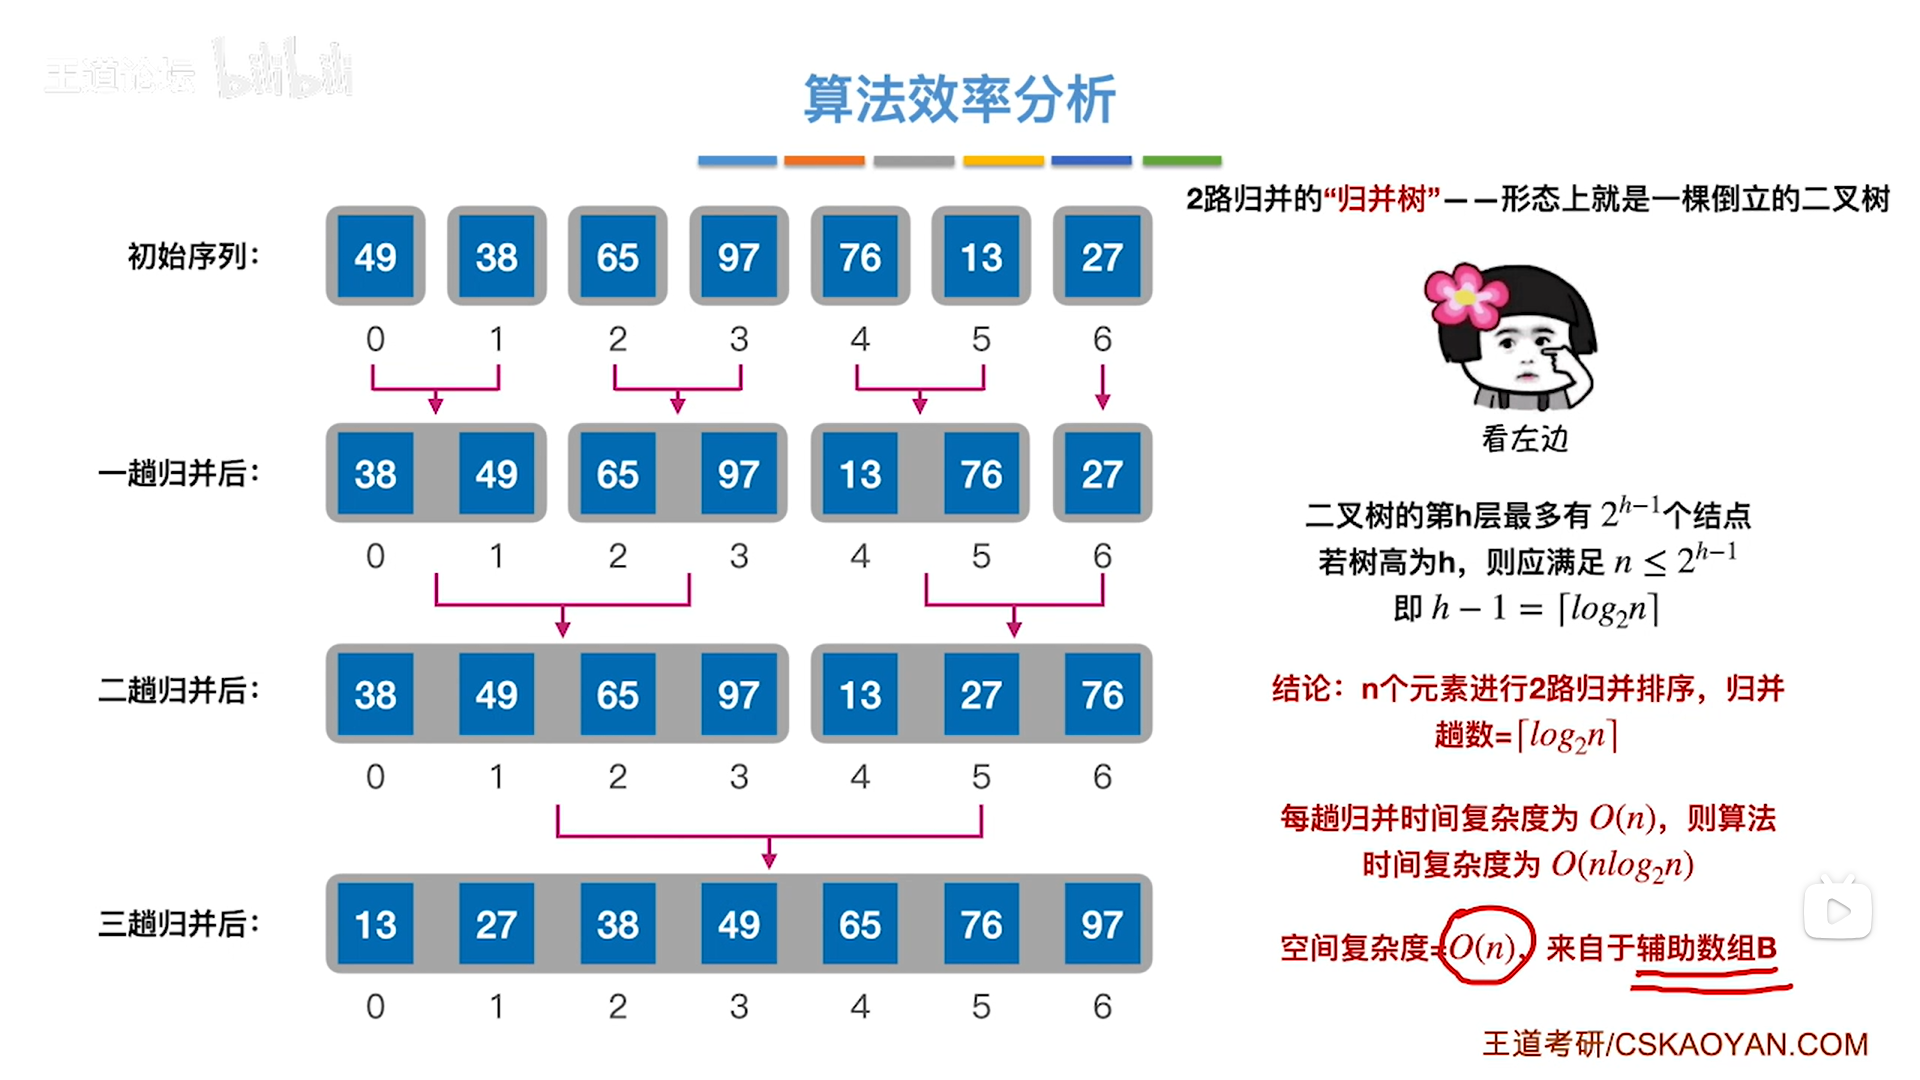 王道论坛 bilibili
算法效率分析
2路归并的“归并树”——形态上就是一棵倒立的二叉树
初始序列： 49 38 65 97 76 13 27
0 1 2 3 4 5 6
一趟归并后： 38 49 65 97 13 76 27
0 1 2 3 4 5 6
二趟归并后： 38 49 65 97 13 27 76
0 1 2 3 4 5 6
三趟归并后： 13 27 38 49 65 76 97
0 1 2 3 4 5 6
看左边
二叉树的第h层最多有 2^{h−1}个结点
若树高为h，则应满足 n ≤ 2^{h−1}
即 h − 1 = ⌈log₂n⌉
结论：n个元素进行2路归并排序，归并
趟数=⌈log₂n⌉
每趟归并时间复杂度为 O(n)，则算法
时间复杂度为 O(nlog₂n)
空间复杂度=O(n)，来自于辅助数组B
王道考研/CSKAOYAN.COM